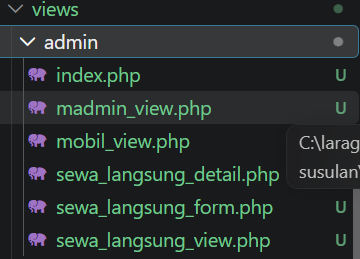 views
admin
index.php U
madmin_view.php U
mobil_view.php
C:\larag
sewa_langsung_detail.php
susulan\
sewa_langsung_form.php U
sewa_langsung_view.php U